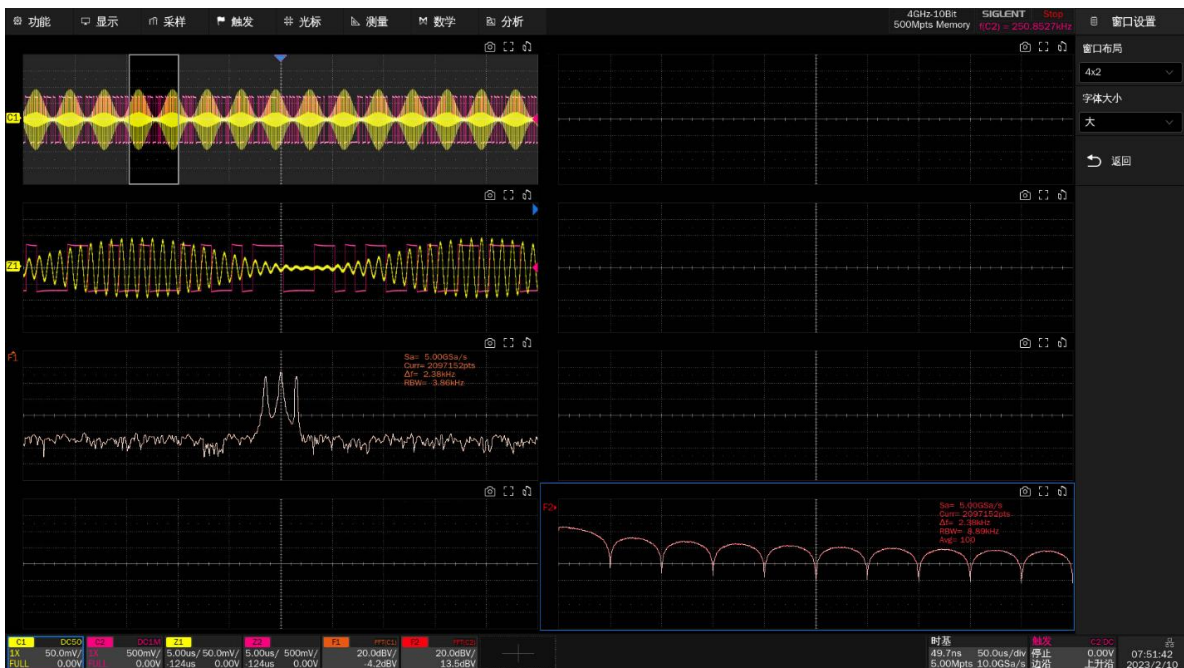 功能 显示 采样 触发 光标 测量 数学 分析
4GHz-10Bit SIGLENT Stop
500Mpts Memory f(C2) = 250.8527kHz
窗口设置
窗口布局
4x2
字体大小
大
返回
C1
Z1
F1
Sa= 5.00GSa/s
Curr= 2097152pts
Δf= 2.38kHz
RBW= 3.86kHz
F2
Sa= 5.00GSa/s
Curr= 2097152pts
Δf= 2.38kHz
RBW= 8.89kHz
Avg= 100
C1 DC50
1X 50.0mV/
FULL 0.00V
C2 DC1M
1X 500mV/
FULL 0.00V
Z1
5.00us/ 50.0mV/
-124us 0.00V
Z2
5.00us/ 500mV/
-124us 0.00V
F1 FFT(C1)
20.0dBV/
-4.2dBV
F2 FFT(C2)
20.0dBV/
13.5dBV
时基
49.7ns 50.0us/div
5.00Mpts 10.0GSa/s
触发 C2 DC
停止 0.00V
边沿 上升沿
07:51:42
2023/2/10